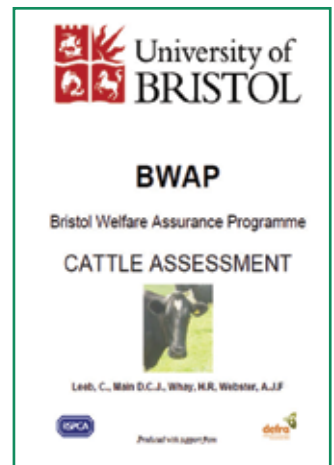 University of
BRISTOL
BWAP
Bristol Welfare Assurance Programme
CATTLE ASSESSMENT
Leeb, C., Main D.C.J., Whay, H.R, Webster, A.J.F
RSPCA
Produced with support from
defra